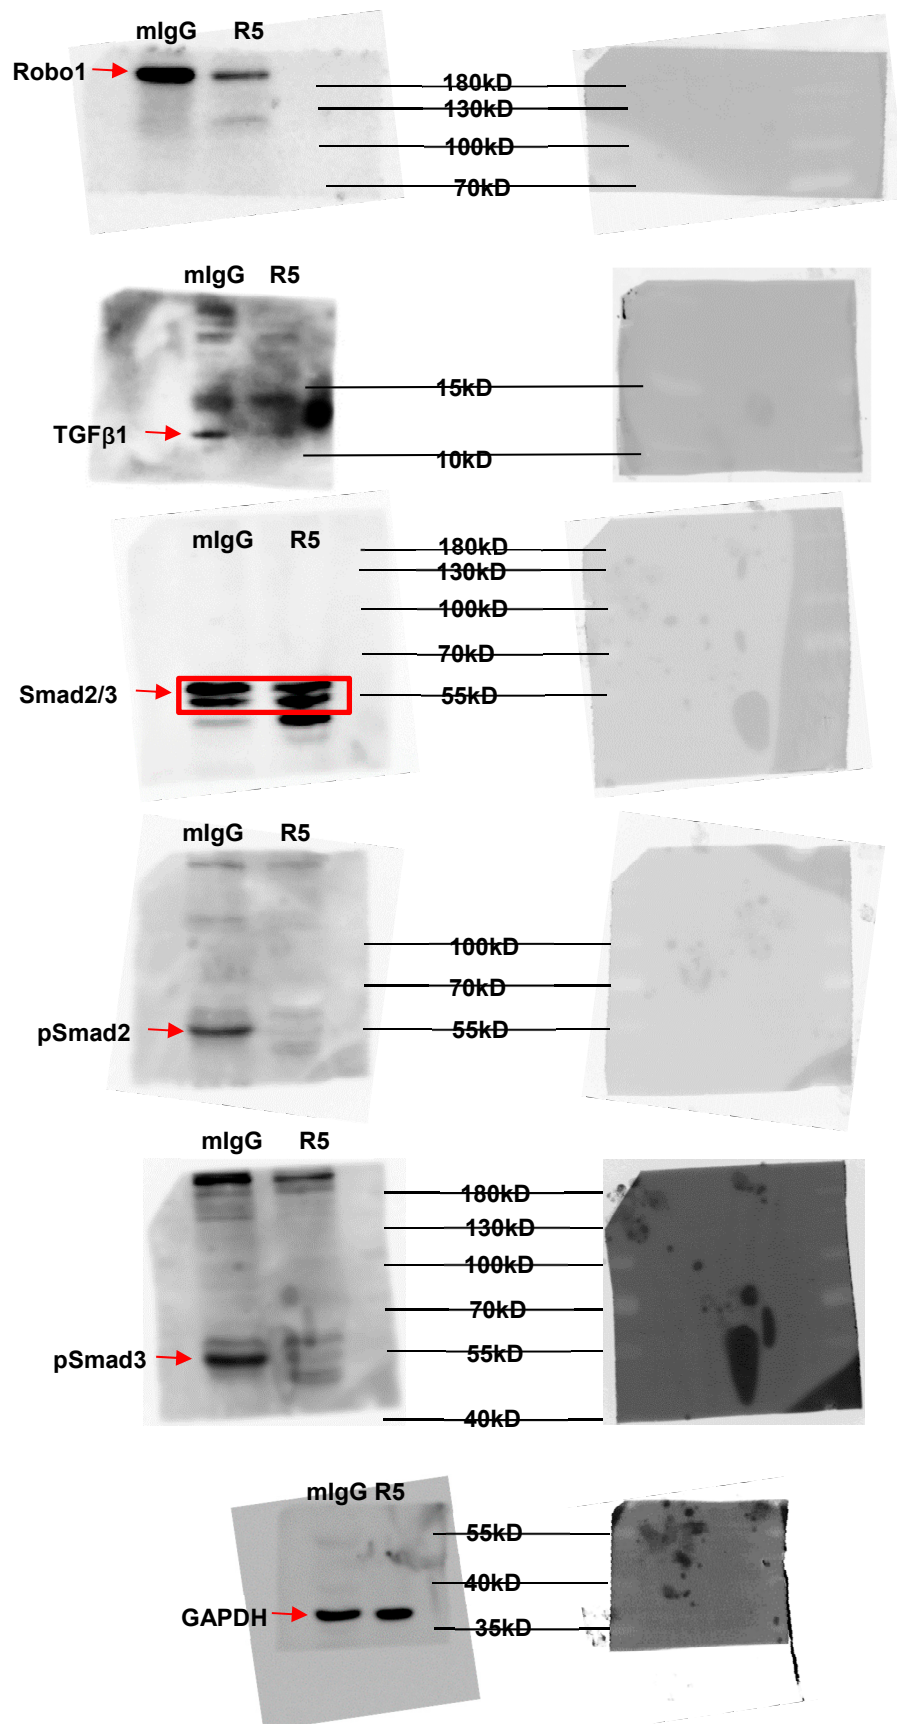 mIgG R5
Robo1
180kD
130kD
100kD
70kD
mIgG R5
15kD
TGFβ1
10kD
mIgG R5
180kD
130kD
100kD
70kD
Smad2/3
55kD
mIgG R5
100kD
70kD
pSmad2
55kD
mIgG R5
180kD
130kD
100kD
70kD
pSmad3
55kD
40kD
mIgG R5
55kD
40kD
GAPDH
35kD